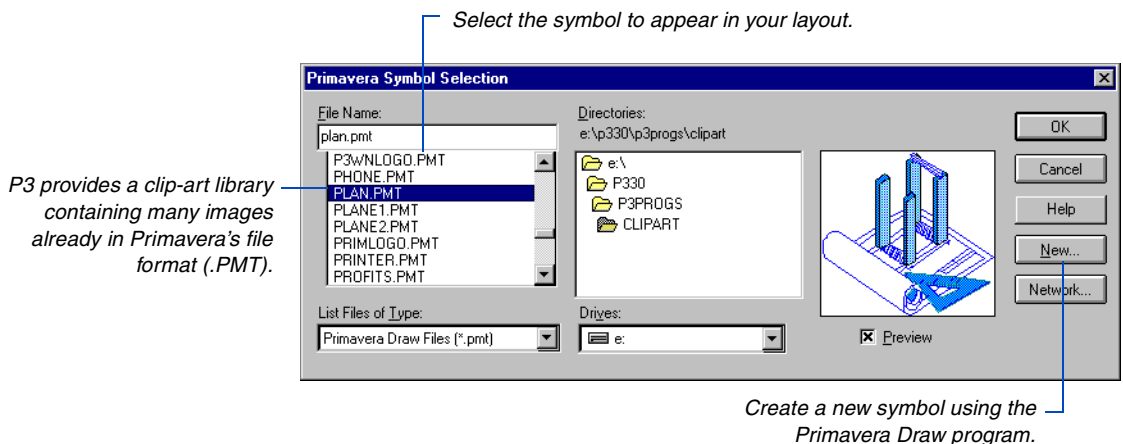 Select the symbol to appear in your layout.
Primavera Symbol Selection
File Name:
plan.pmt
P3WNLOGO.PMT
PHONE.PMT
PLAN.PMT
PLANE1.PMT
PLANE2.PMT
PRIMLOGO.PMT
PRINTER.PMT
PROFITS.PMT
List Files of Type:
Primavera Draw Files (*.pmt)
Directories:
e:\p330\p3progs\clipart
e:\
P330
P3PROGS
CLIPART
Drives:
e:
Preview
OK
Cancel
Help
New...
Network...
P3 provides a clip-art library
containing many images
already in Primavera’s file
format (.PMT).
Create a new symbol using the
Primavera Draw program.